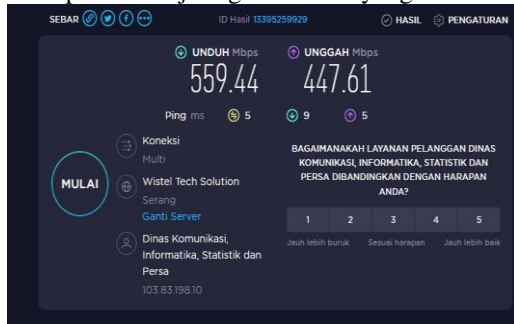 SEBAR
ID Hasil 13395259929
HASIL
PENGATURAN
UNDUH Mbps
559.44
UNGGAH Mbps
447.61
Ping ms 5 9 5
Koneksi
Multi
Wistel Tech Solution
Serang
Ganti Server
Dinas Komunikasi,
Informatika, Statistik dan
Persa
103.83.198.10
MULAI
BAGAIMANAKAH LAYANAN PELANGGAN DINAS
KOMUNIKASI, INFORMATIKA, STATISTIK DAN
PERSA DIBANDINGKAN DENGAN HARAPAN
ANDA?
1 2 3 4 5
Jauh lebih buruk Sesuai harapan Jauh lebih baik